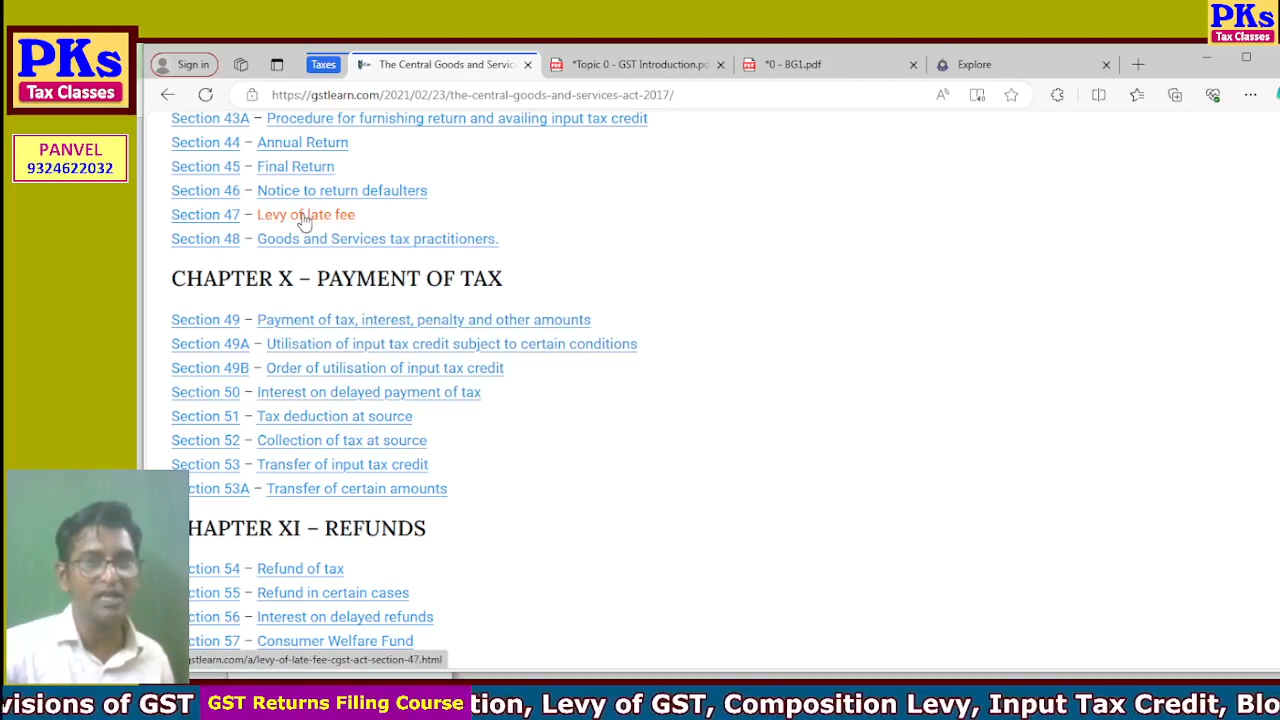 PKs
Tax Classes
PKs
Tax Classes
PANVEL
9324622032
Sign in
Taxes
The Central Goods and Service
*Topic 0 - GST Introduction.pd
*0 - BG1.pdf
Explore
https://gstlearn.com/2021/02/23/the-central-goods-and-services-act-2017/
Section 43A – Procedure for furnishing return and availing input tax credit
Section 44 – Annual Return
Section 45 – Final Return
Section 46 – Notice to return defaulters
Section 47 – Levy of late fee
Section 48 – Goods and Services tax practitioners.
CHAPTER X – PAYMENT OF TAX
Section 49 – Payment of tax, interest, penalty and other amounts
Section 49A – Utilisation of input tax credit subject to certain conditions
Section 49B – Order of utilisation of input tax credit
Section 50 – Interest on delayed payment of tax
Section 51 – Tax deduction at source
Section 52 – Collection of tax at source
Section 53 – Transfer of input tax credit
ction 53A – Transfer of certain amounts
HAPTER XI – REFUNDS
ction 54 – Refund of tax
ction 55 – Refund in certain cases
ction 56 – Interest on delayed refunds
ction 57 – Consumer Welfare Fund
gstlearn.com/a/levy-of-late-fee-cgst-act-section-47.html
visions of GST
GST Returns Filing Course
tion, Levy of GST, Composition Levy, Input Tax Credit, Blo